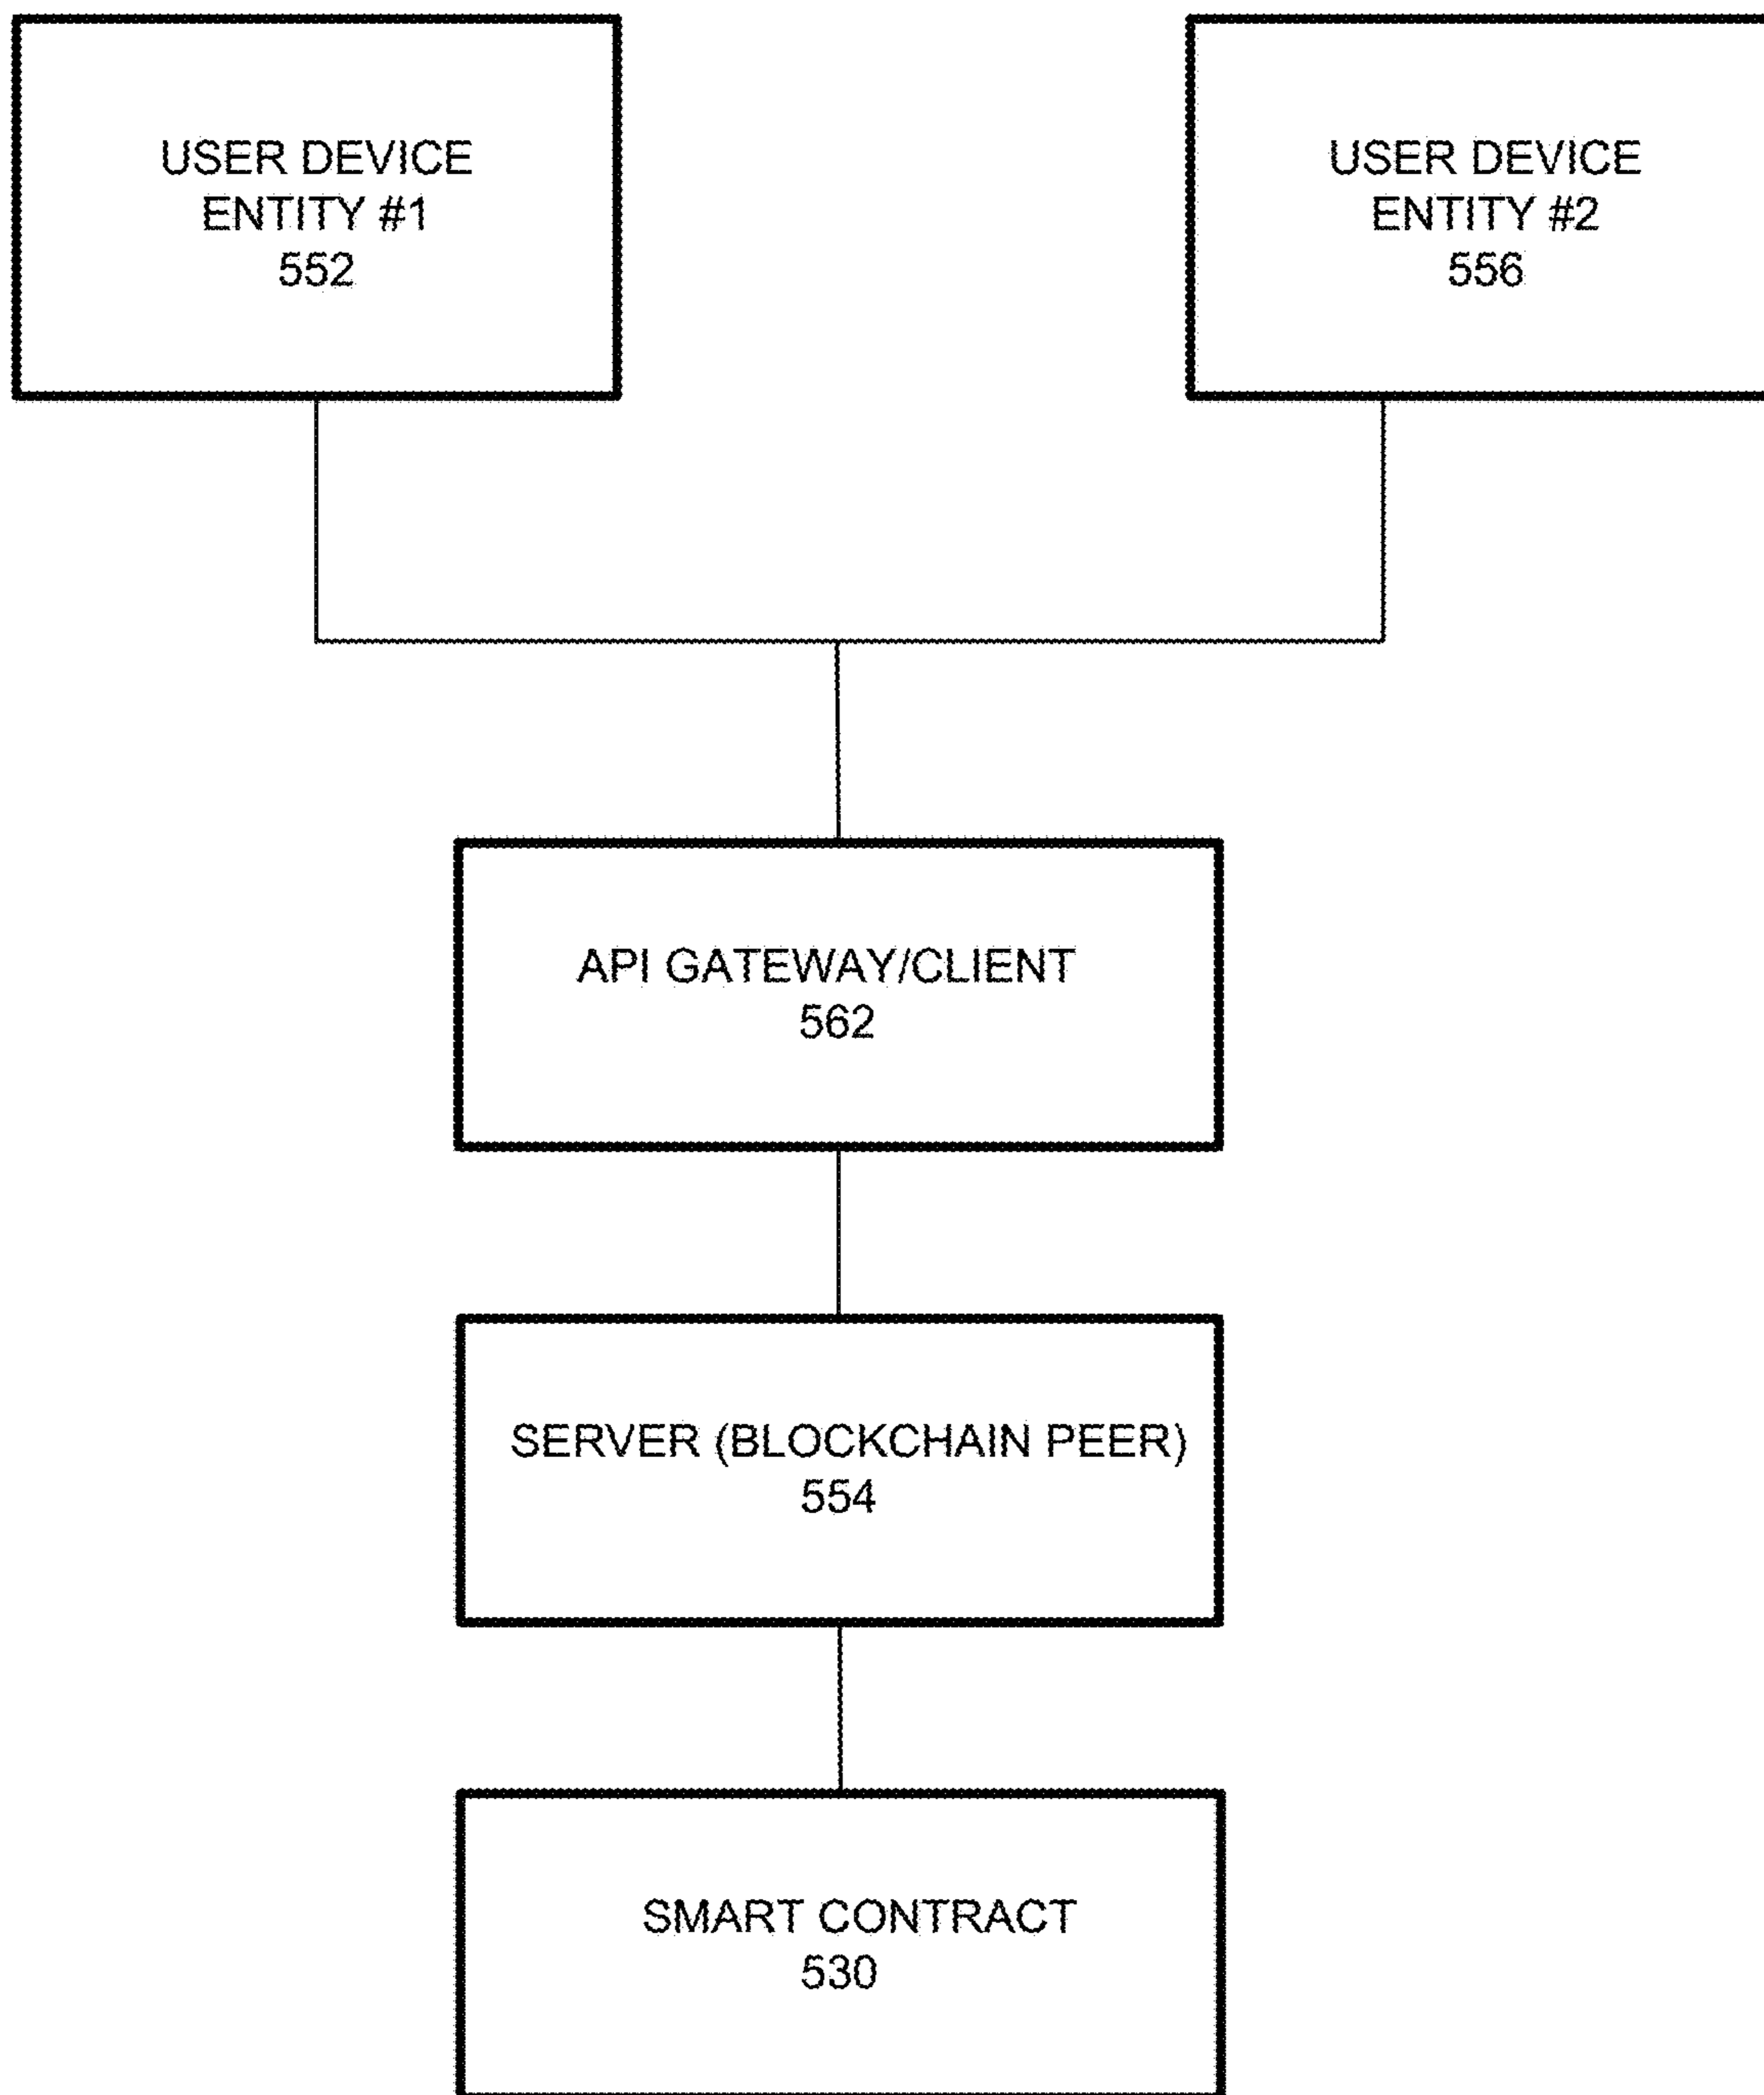 USER DEVICE
ENTITY #1
552
USER DEVICE
ENTITY #2
556
API GATEWAY/CLIENT
562
SERVER (BLOCKCHAIN PEER)
554
SMART CONTRACT
530